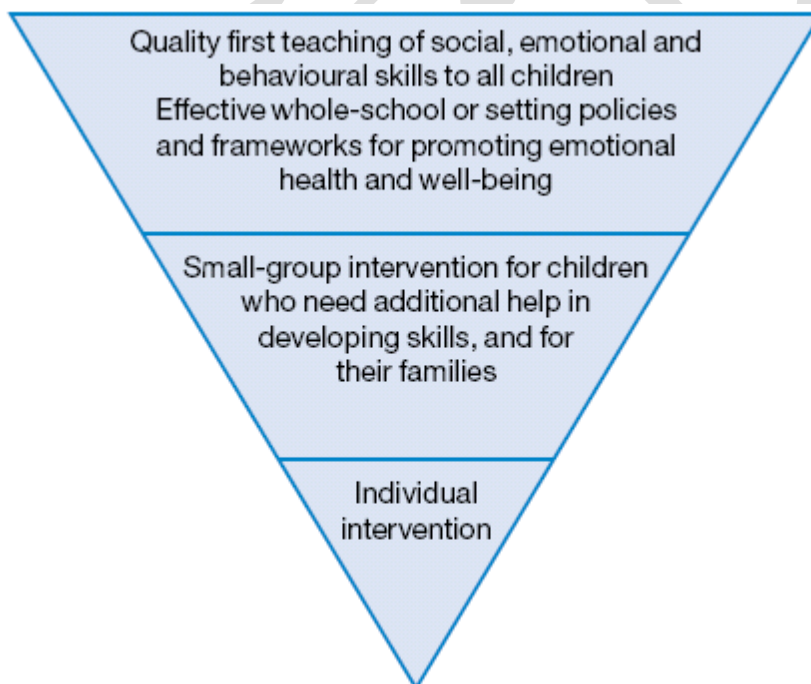 Quality first teaching of social, emotional and
behavioural skills to all children
Effective whole-school or setting policies
and frameworks for promoting emotional
health and well-being
Small-group intervention for children
who need additional help in
developing skills, and for
their families
Individual
intervention